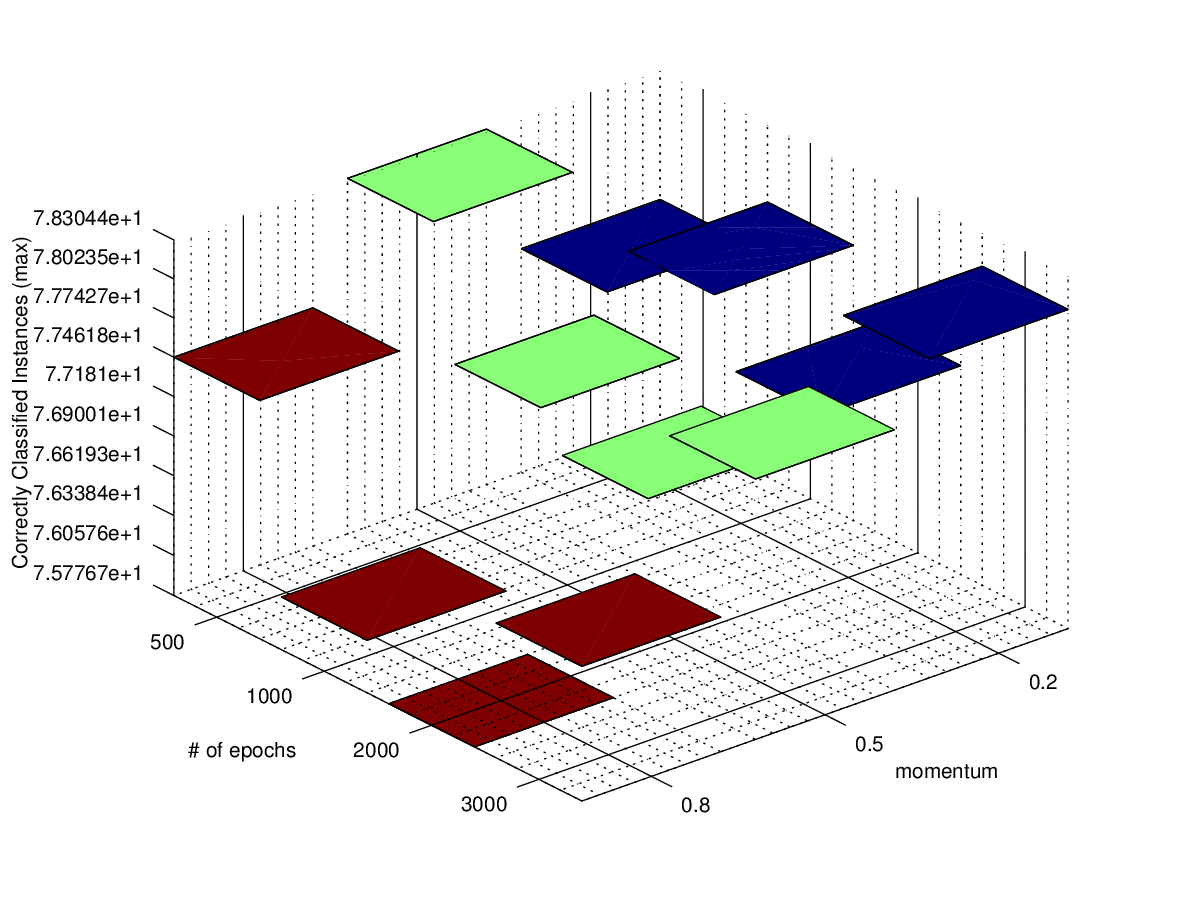 Correctly Classified Instances (max)
7.83044e+1
7.80235e+1
7.77427e+1
7.74618e+1
7.7181e+1
7.69001e+1
7.66193e+1
7.63384e+1
7.60576e+1
7.57767e+1
500
1000
2000
3000
# of epochs
0.2
0.5
0.8
momentum